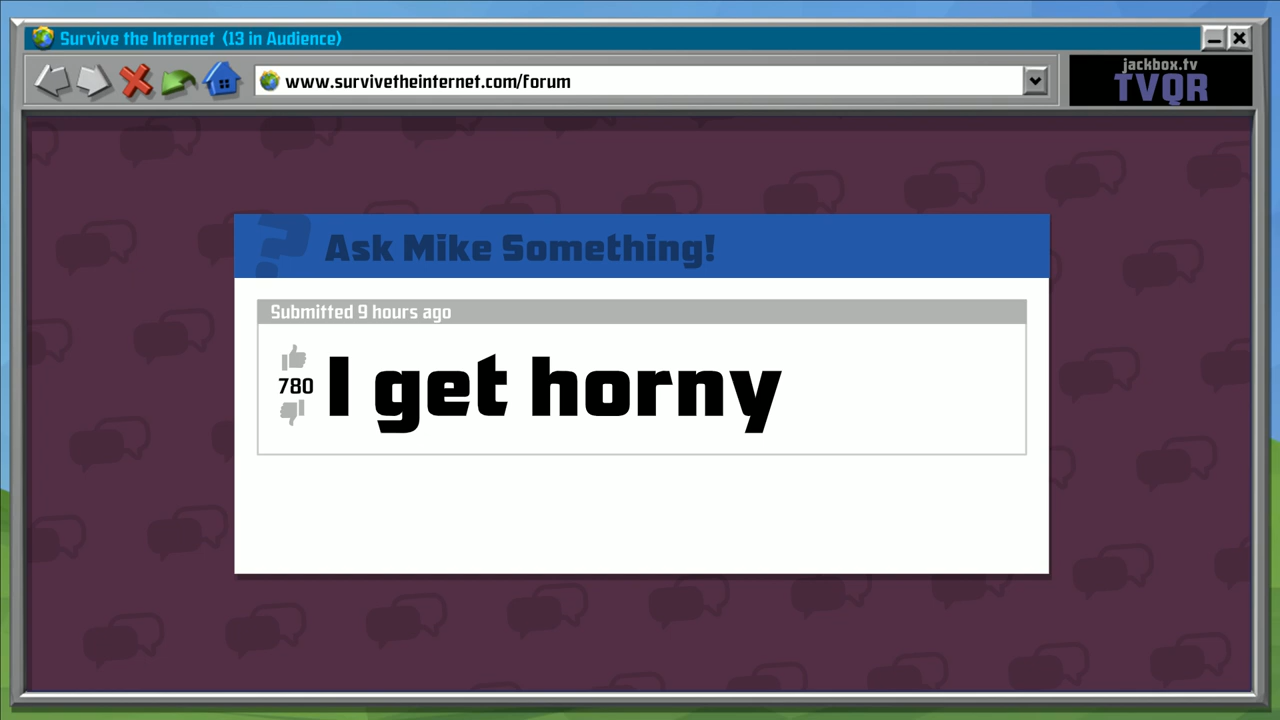 Survive the Internet (13 in Audience)
www.survivetheinternet.com/forum
jackbox.tv
TVQR
Ask Mike Something!
Submitted 9 hours ago
780
I get horny